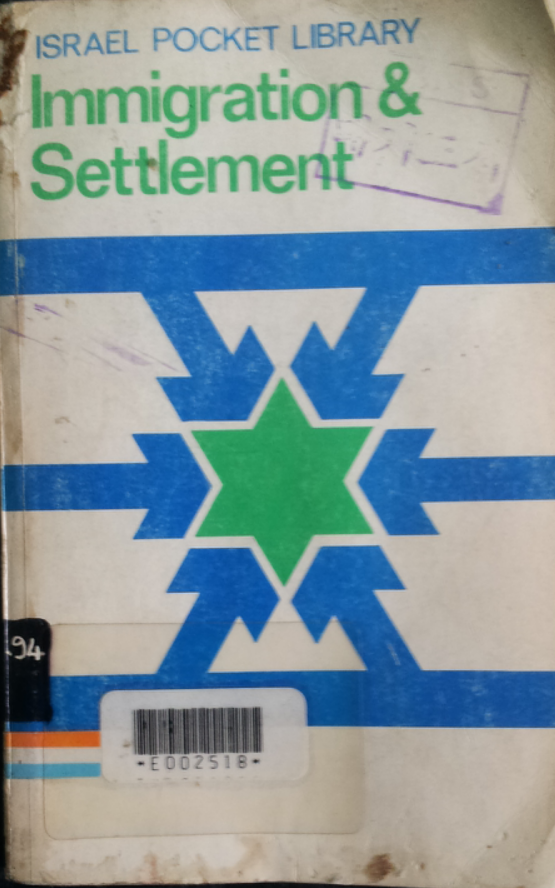 ISRAEL POCKET LIBRARY
Immigration &
Settlement
94
*E002518*